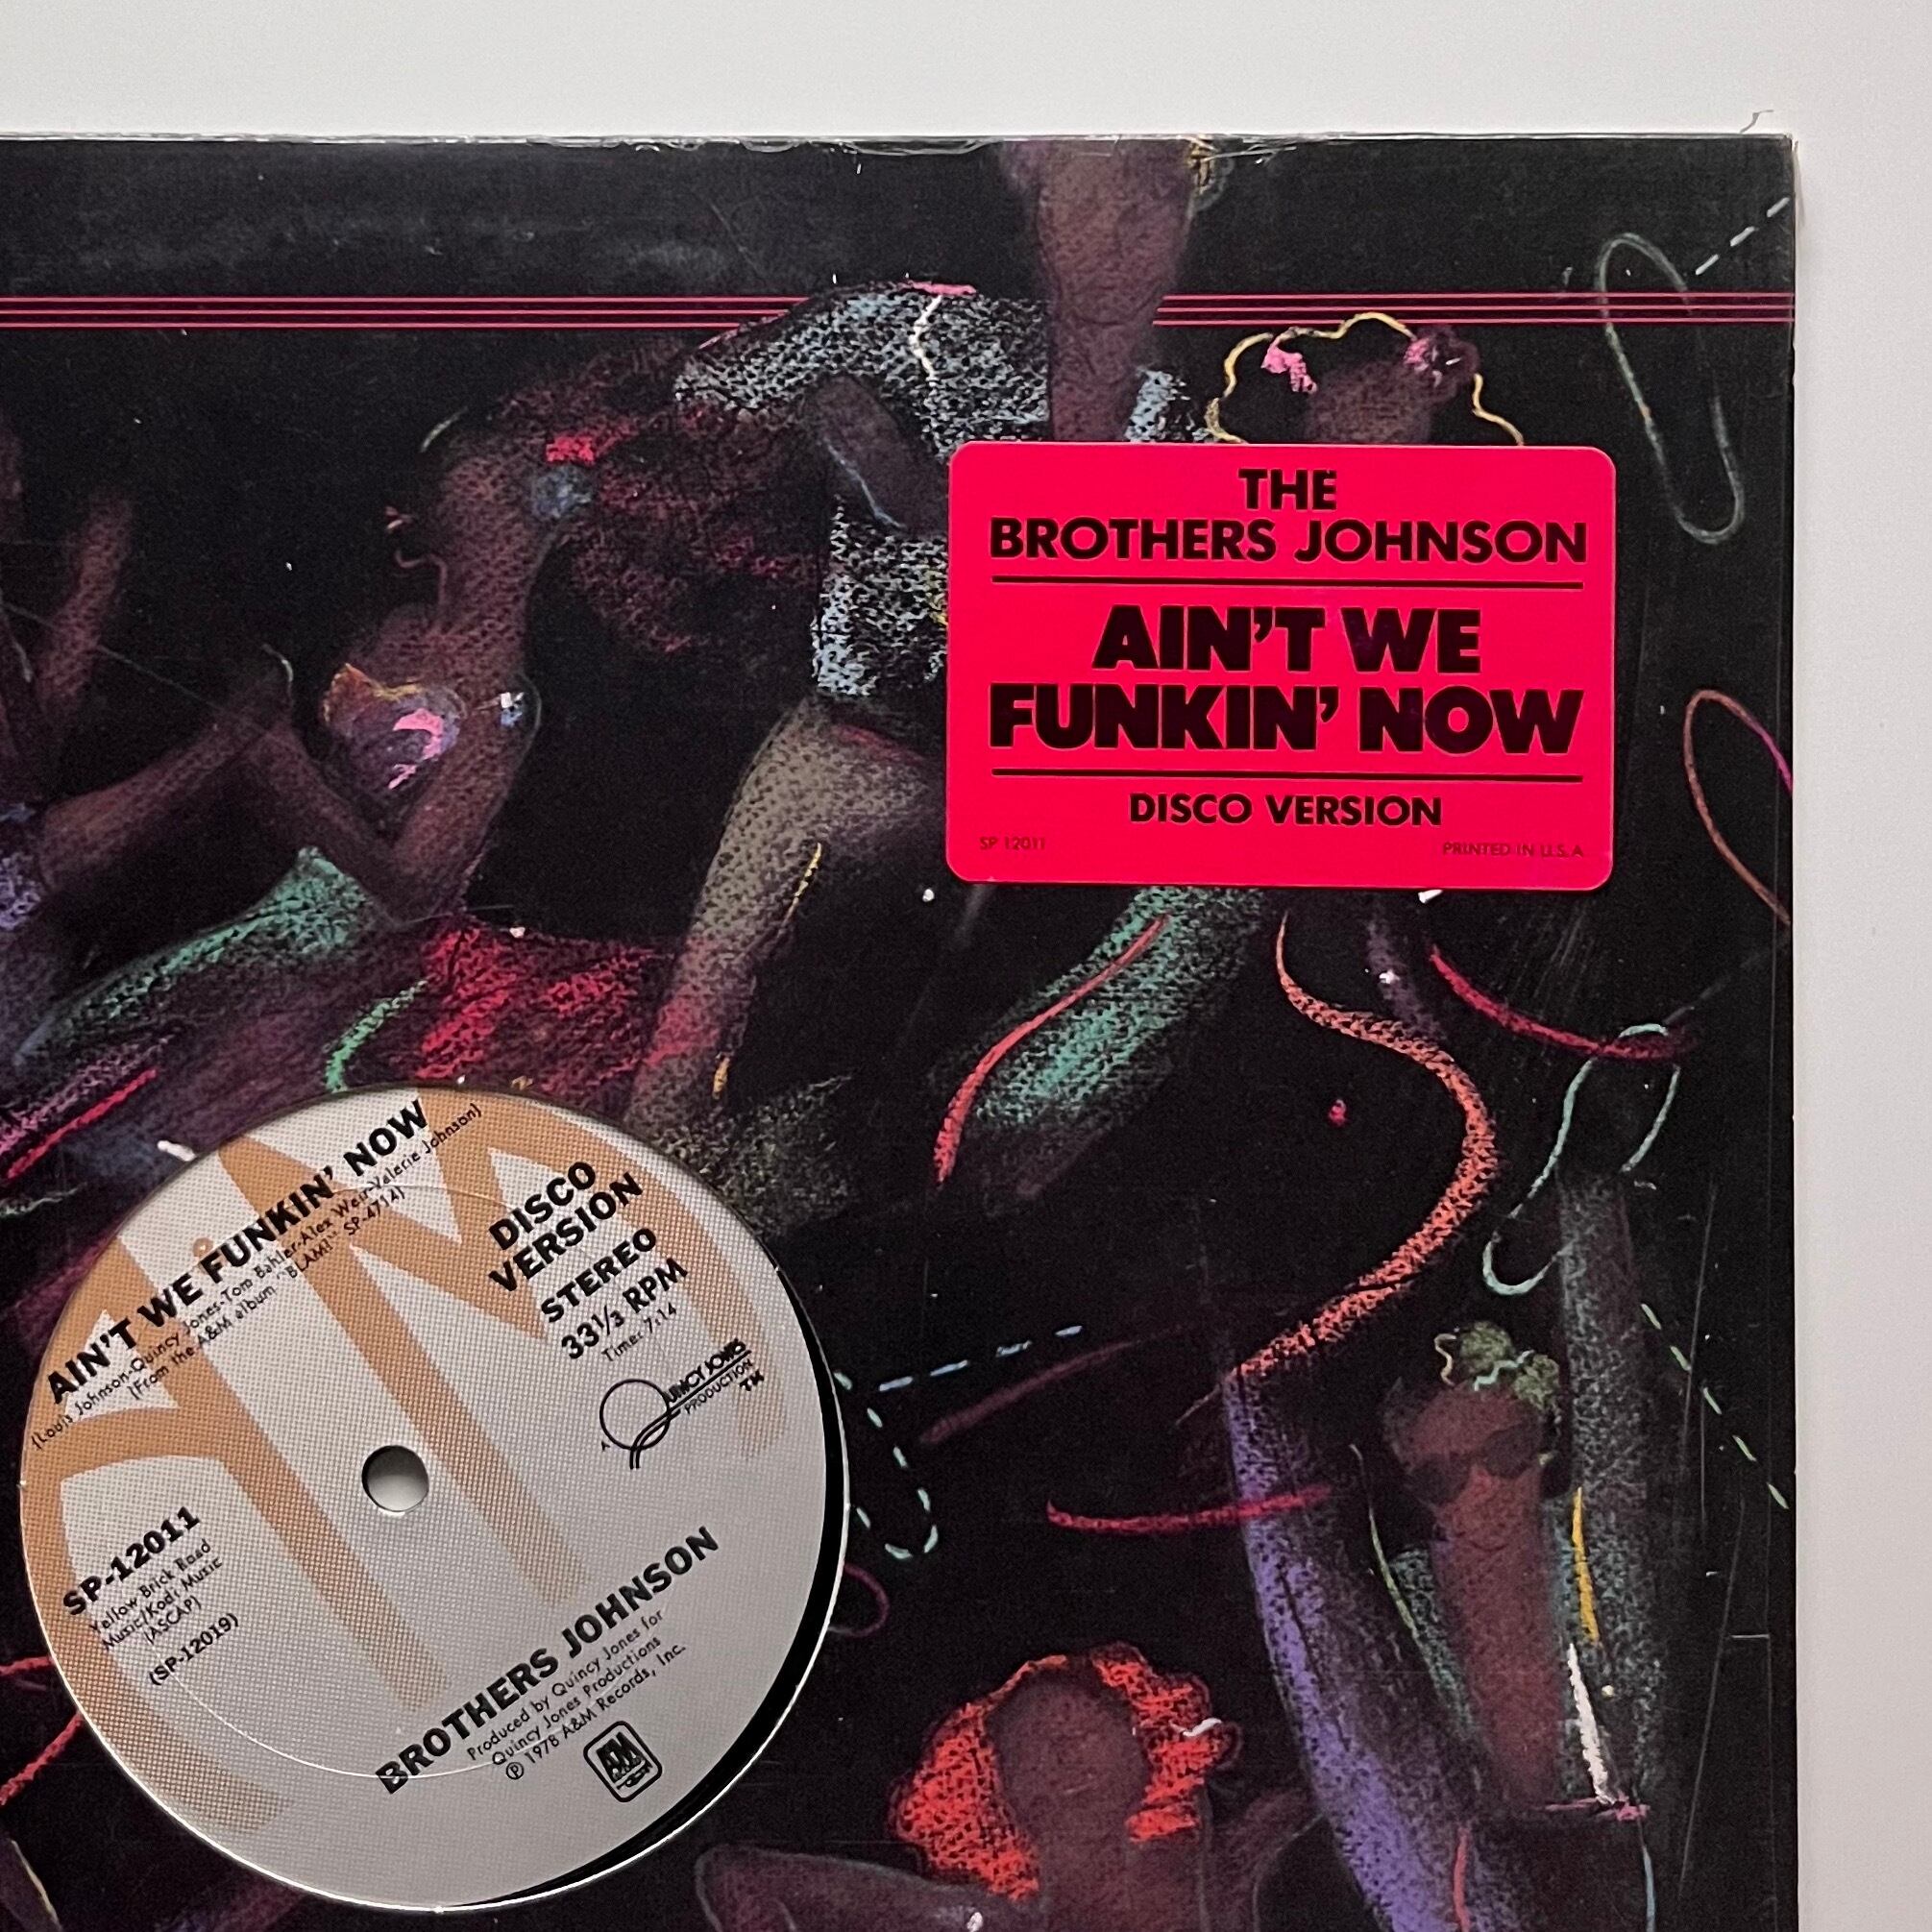 THE
BROTHERS JOHNSON
AIN'T WE
FUNKIN' NOW
DISCO VERSION
SP 12011
PRINTED IN U.S.A
AIN'T WE FUNKIN' NOW
(Louis Johnson-Quincy Jones-Tom Bahler-Alex Weir-Valerie Johnson)
(From the A&M album "BLAM!" SP-4714)
DISCO
VERSION
STEREO
33⅓ RPM
Time: 7:14
A
QUINCY JONES
PRODUCTION
TM
SP-12011
Yellow Brick Road
Music/Kodi Music
(ASCAP)
(SP-12019)
BROTHERS JOHNSON
Produced by Quincy Jones for
Quincy Jones Productions
℗ 1978 A&M Records, Inc.
A&M